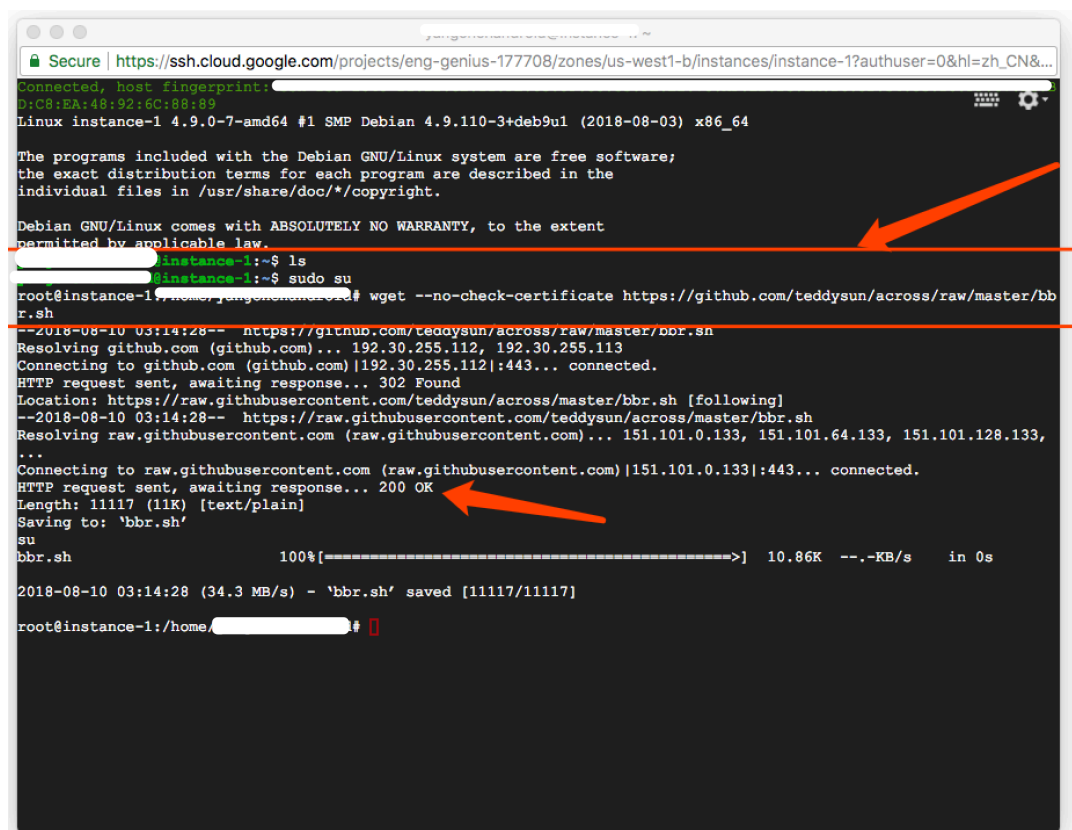 Secure | https://ssh.cloud.google.com/projects/eng-genius-177708/zones/us-west1-b/instances/instance-1?authuser=0&hl=zh_CN&...
Connected, host fingerprint:
D:C8:EA:48:92:6C:88:89
Linux instance-1 4.9.0-7-amd64 #1 SMP Debian 4.9.110-3+deb9u1 (2018-08-03) x86_64
The programs included with the Debian GNU/Linux system are free software;
the exact distribution terms for each program are described in the
individual files in /usr/share/doc/*/copyright.
Debian GNU/Linux comes with ABSOLUTELY NO WARRANTY, to the extent
permitted by applicable law.
@instance-1:~$ ls
@instance-1:~$ sudo su
root@instance-1:/home/# wget --no-check-certificate https://github.com/teddysun/across/raw/master/bb
r.sh
--2018-08-10 03:14:28-- https://github.com/teddysun/across/raw/master/bbr.sh
Resolving github.com (github.com)... 192.30.255.112, 192.30.255.113
Connecting to github.com (github.com)|192.30.255.112|:443... connected.
HTTP request sent, awaiting response... 302 Found
Location: https://raw.githubusercontent.com/teddysun/across/master/bbr.sh [following]
--2018-08-10 03:14:28-- https://raw.githubusercontent.com/teddysun/across/master/bbr.sh
Resolving raw.githubusercontent.com (raw.githubusercontent.com)... 151.101.0.133, 151.101.64.133, 151.101.128.133,
...
Connecting to raw.githubusercontent.com (raw.githubusercontent.com)|151.101.0.133|:443... connected.
HTTP request sent, awaiting response... 200 OK
Length: 11117 (11K) [text/plain]
Saving to: ‘bbr.sh’
su
bbr.sh 100%[==============================================>] 10.86K --.-KB/s in 0s
2018-08-10 03:14:28 (34.3 MB/s) - ‘bbr.sh’ saved [11117/11117]
root@instance-1:/home/#